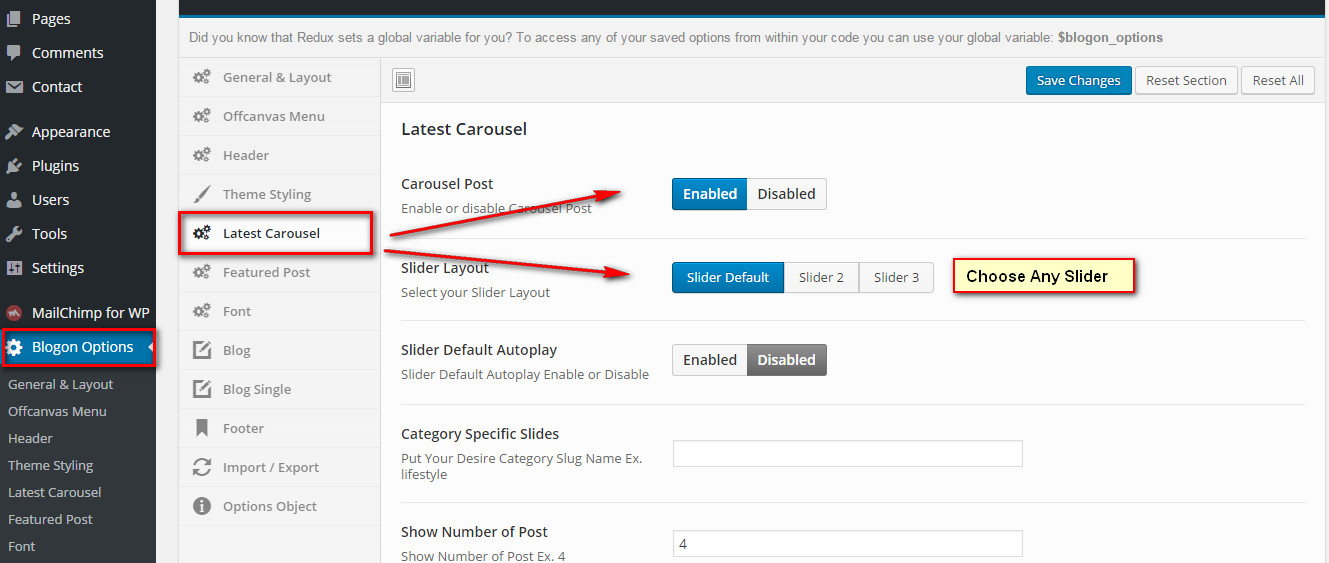 Pages
Comments
Contact
Appearance
Plugins
Users
Tools
Settings
MailChimp for WP
Blogon Options
General & Layout
Offcanvas Menu
Header
Theme Styling
Latest Carousel
Featured Post
Font
Did you know that Redux sets a global variable for you? To access any of your saved options from within your code you can use your global variable: $blogon_options
General & Layout
Offcanvas Menu
Header
Theme Styling
Latest Carousel
Featured Post
Font
Blog
Blog Single
Footer
Import / Export
Options Object
Save Changes Reset Section Reset All
Latest Carousel
Carousel Post
Enable or disable Carousel Post
Enabled Disabled
Slider Layout
Select your Slider Layout
Slider Default Slider 2 Slider 3
Choose Any Slider
Slider Default Autoplay
Slider Default Autoplay Enable or Disable
Enabled Disabled
Category Specific Slides
Put Your Desire Category Slug Name Ex.
lifestyle
Show Number of Post
Show Number of Post Ex. 4
4